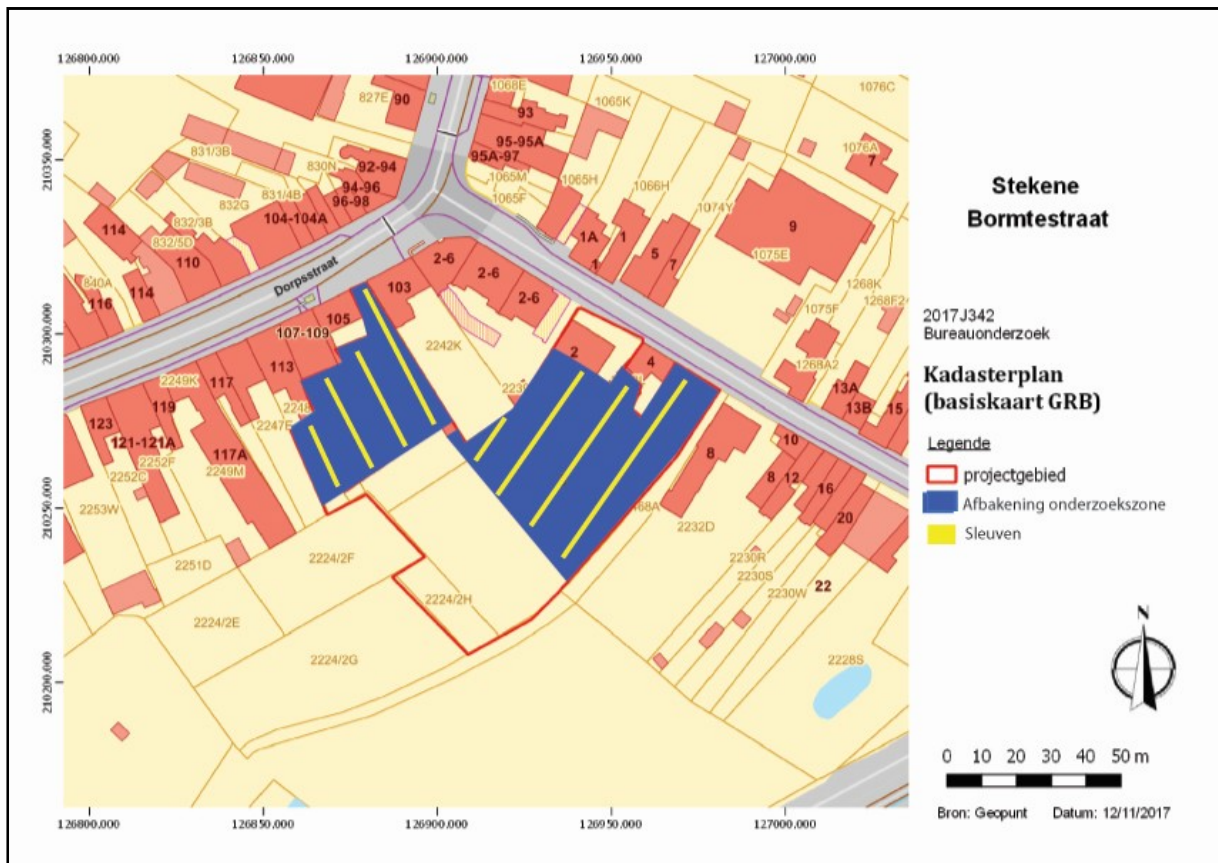 126800.000 126850.000 126900.000 126950.000 127000.000
210350.000
210300.000
210250.000
210200.000
827E
90
1068E
93
1065K
1076C
95-95A
95A-97
1076A
7
831/3B
830N
92-94
94-96
96-98
1065M
1065F
1065H
1066H
1074Y
832G
831/4B
104-104A
832/3B
832/5D
114
110
114
840A
116
1A
1
1
5
7
9
1075E
Dorpsstraat
2-6
2-6
2-6
103
105
107-109
2242K
1075F
1268K
1268A2
2
4
113
117
2249K
119
123
121-121A
2252F
2252C
2249M
117A
2247E
13A
13B
15
10
8
8
12
16
20
2253W
2251D
2232D
2224/2F
2230R
2230S
2230W
22
2224/2H
2224/2E
2224/2G
2228S
126800.000 126850.000 126900.000 126950.000 127000.000
Stekene
Bormtestraat
2017J342
Bureauonderzoek
Kadasterplan
(basiskaart GRB)
Legende
projectgebied
Afbakening onderzoekszone
Sleuven
N
0 10 20 30 40 50 m
Bron: Geopunt Datum: 12/11/2017